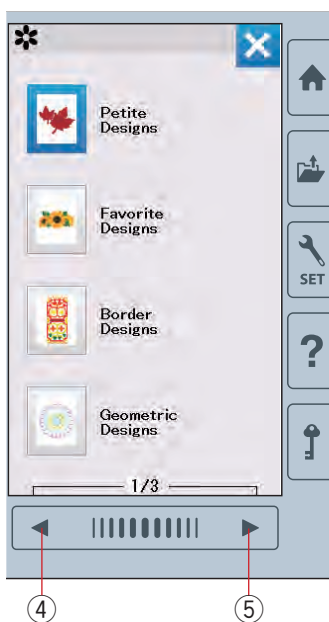 Petite
Designs
Favorite
Designs
Border
Designs
Geometric
Designs
1/3
SET
?
④
⑤